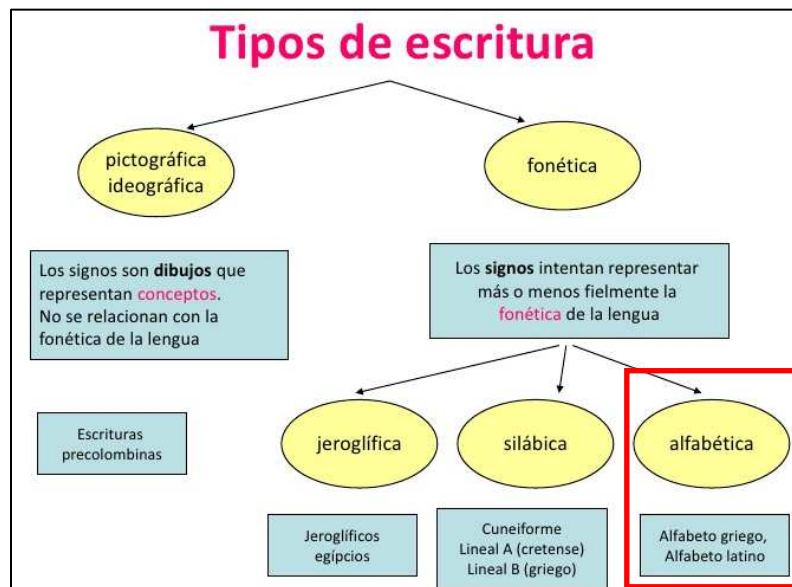 Tipos de escritura
pictográfica
ideográfica
fonética
Los signos son dibujos que
representan conceptos.
No se relacionan con la
fonética de la lengua
Los signos intentan representar
más o menos fielmente la
fonética de la lengua
Escrituras
precolombinas
jeroglífica
silábica
alfabética
Jeroglíficos
egípcios
Cuneiforme
Lineal A (cretense)
Lineal B (griego)
Alfabeto griego,
Alfabeto latino